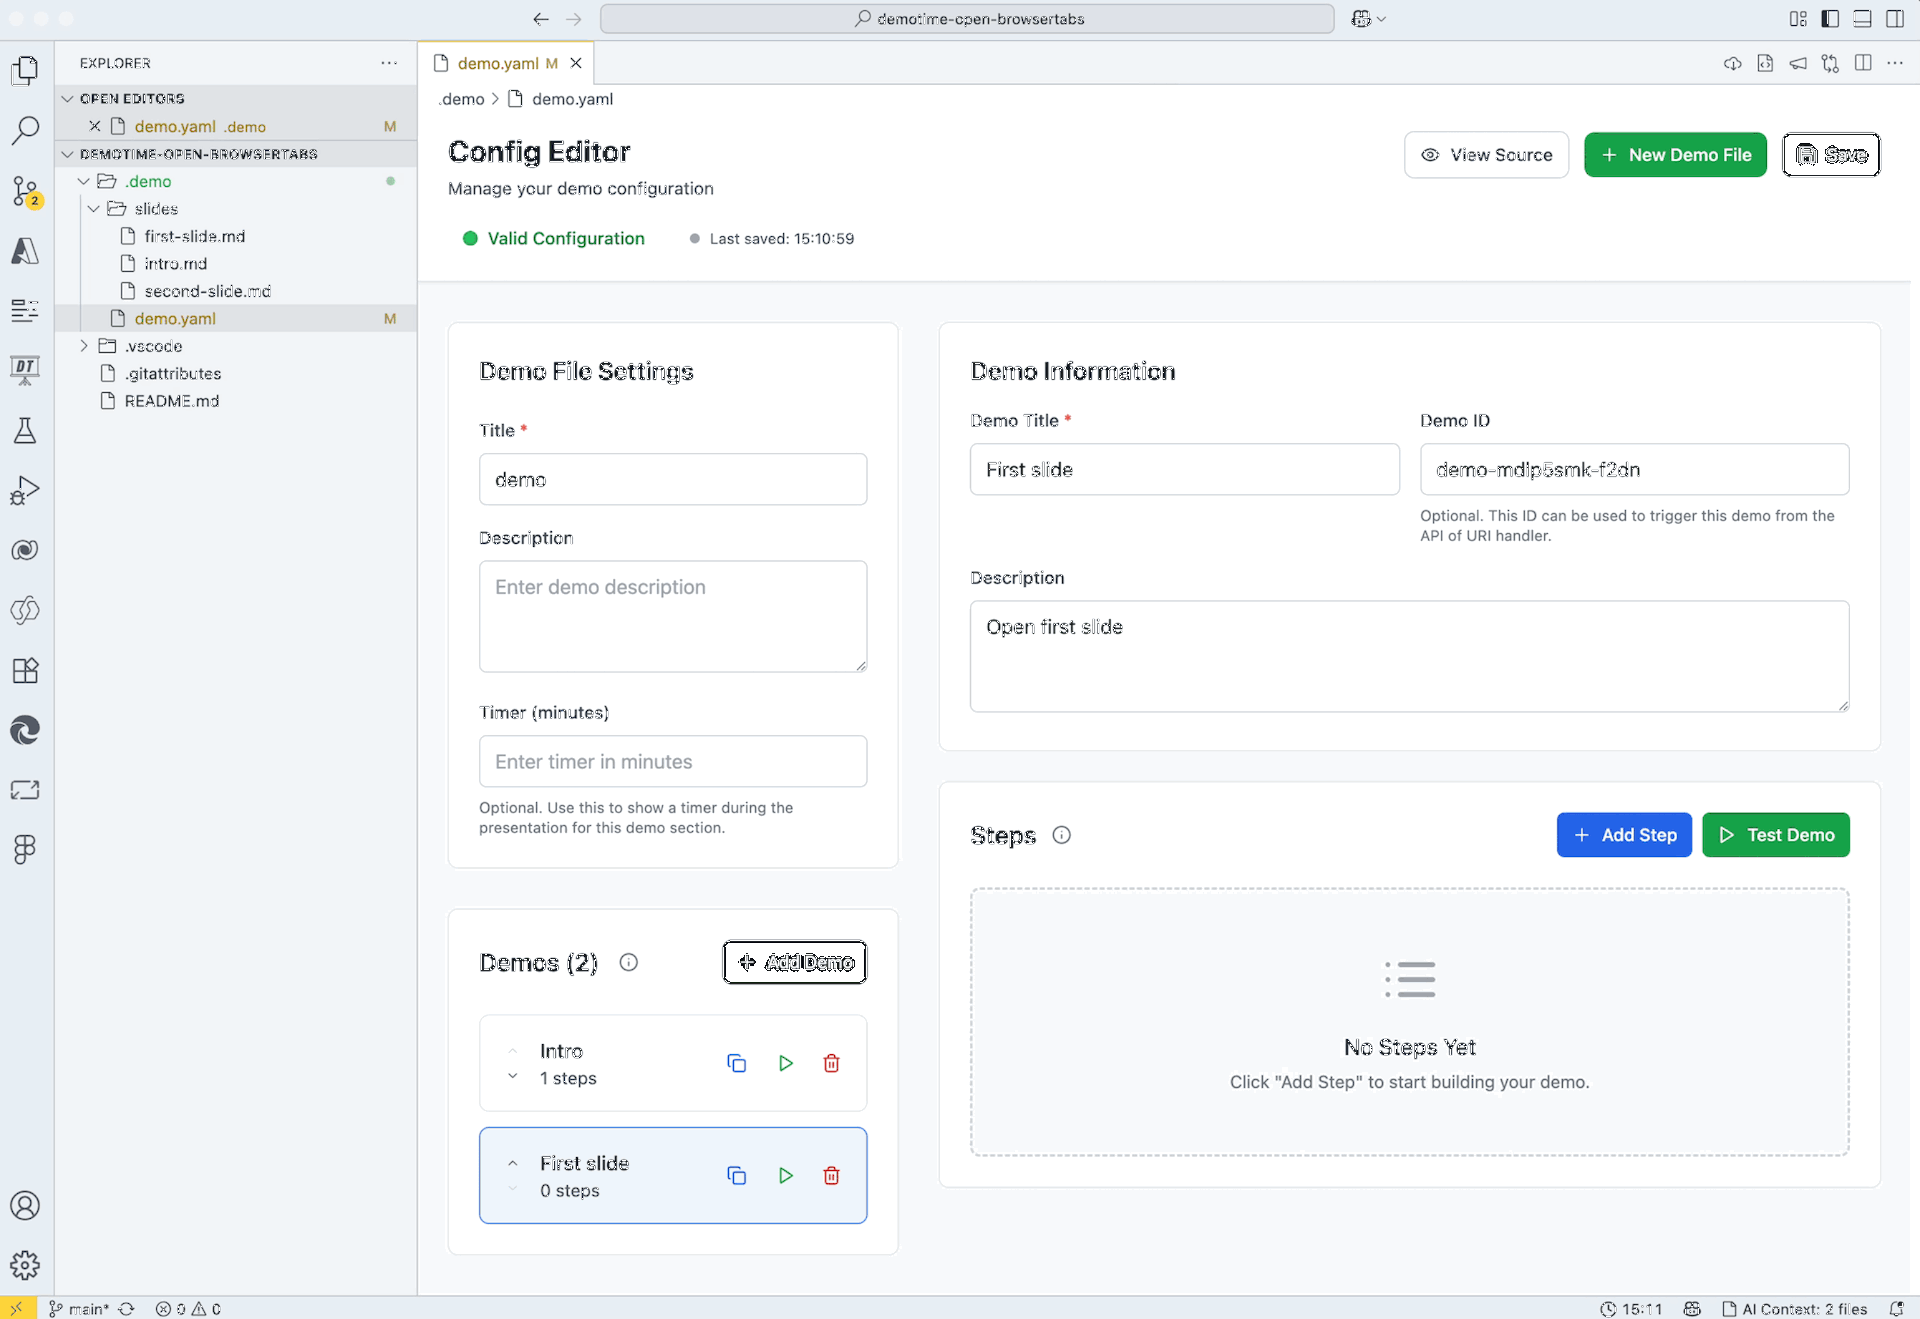 demotime-open-browsertabs
EXPLORER
OPEN EDITORS
demo.yaml .demo M
DEMOTIME-OPEN-BROWSERTABS
.demo
slides
first-slide.md
intro.md
second-slide.md
demo.yaml M
.vscode
.gitattributes
README.md
2
DT
demo.yaml M
.demo > demo.yaml
Config Editor
Manage your demo configuration
View Source
+ New Demo File
Save
Valid Configuration
Last saved: 15:10:59
Demo File Settings
Title *
demo
Description
Enter demo description
Timer (minutes)
Enter timer in minutes
Optional. Use this to show a timer during the
presentation for this demo section.
Demos (2)
+ Add Demo
Intro
1 steps
First slide
0 steps
Demo Information
Demo Title *
First slide
Demo ID
demo-mdlp5smk-f2dn
Optional. This ID can be used to trigger this demo from the
API of URI handler.
Description
Open first slide
Steps
+ Add Step
Test Demo
No Steps Yet
Click "Add Step" to start building your demo.
main*
0 0
15:11
AI Context: 2 files